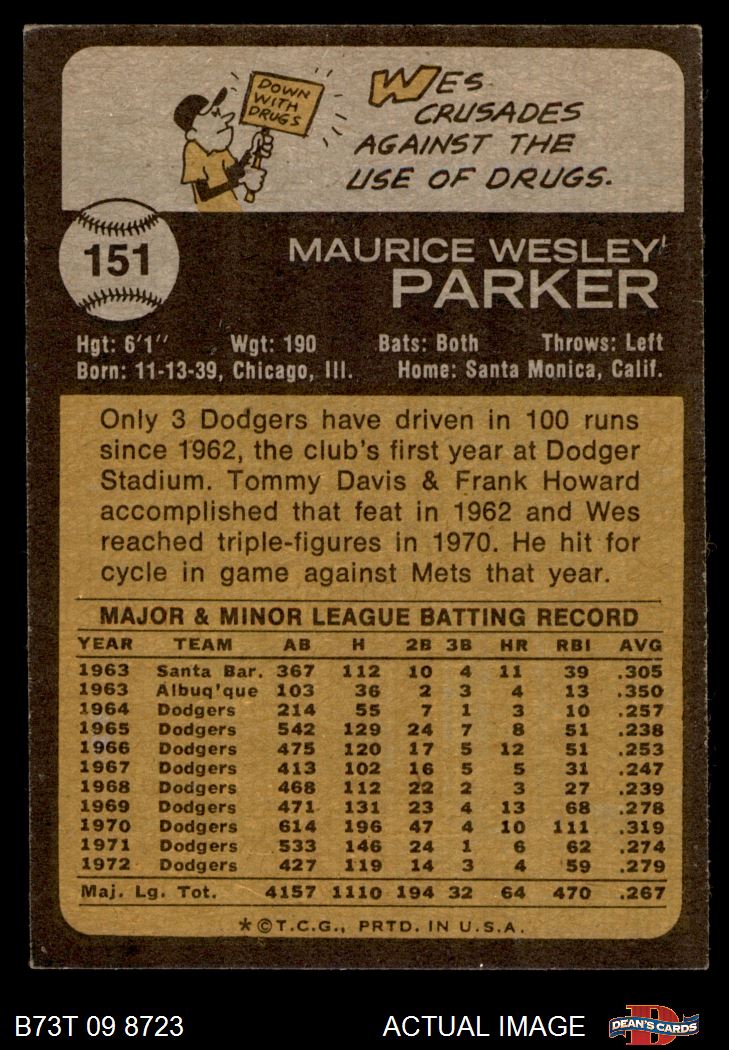 DOWN
WITH
DRUGS
WES
CRUSADES
AGAINST THE
USE OF DRUGS.
151
MAURICE WESLEY
PARKER
Hgt: 6'1" Wgt: 190 Bats: Both Throws: Left
Born: 11-13-39, Chicago, Ill. Home: Santa Monica, Calif.
Only 3 Dodgers have driven in 100 runs
since 1962, the club's first year at Dodger
Stadium. Tommy Davis & Frank Howard
accomplished that feat in 1962 and Wes
reached triple-figures in 1970. He hit for
cycle in game against Mets that year.
MAJOR & MINOR LEAGUE BATTING RECORD
YEAR TEAM AB H 2B 3B HR RBI AVG
1963 Santa Bar. 367 112 10 4 11 39 .305
1963 Albuq'que 103 36 2 3 4 13 .350
1964 Dodgers 214 55 7 1 3 10 .257
1965 Dodgers 542 129 24 7 8 51 .238
1966 Dodgers 475 120 17 5 12 51 .253
1967 Dodgers 413 102 16 5 5 31 .247
1968 Dodgers 468 112 22 2 3 27 .239
1969 Dodgers 471 131 23 4 13 68 .278
1970 Dodgers 614 196 47 4 10 111 .319
1971 Dodgers 533 146 24 1 6 62 .274
1972 Dodgers 427 119 14 3 4 59 .279
Maj. Lg. Tot. 4157 1110 194 32 64 470 .267
*©T.C.G., PRTD. IN U.S.A.
B73T 09 8723 ACTUAL IMAGE
DEAN'S CARDS